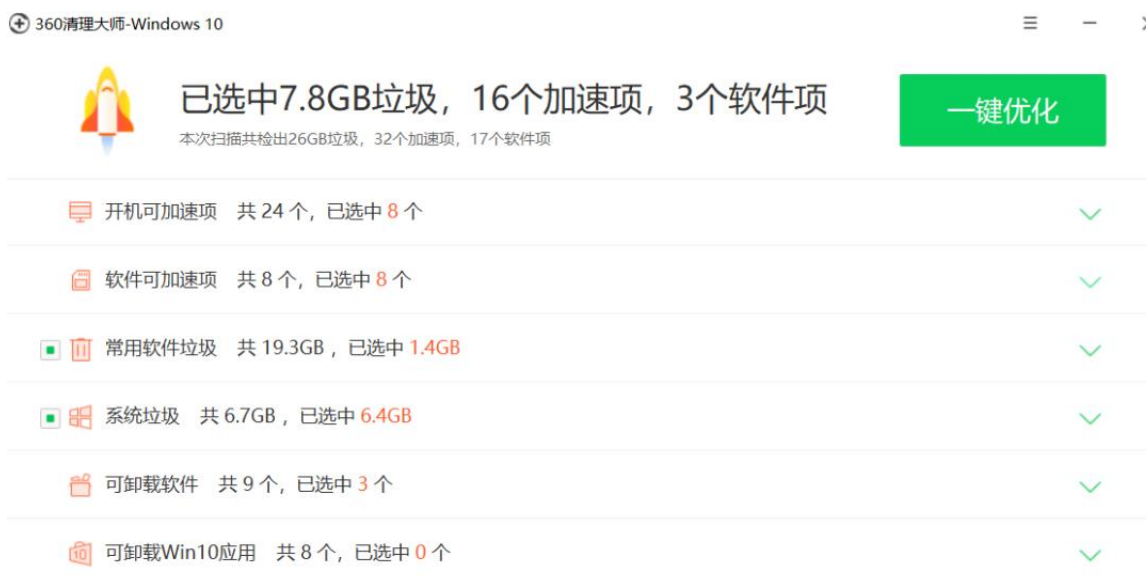 360清理大师-Windows 10
已选中7.8GB垃圾，16个加速项，3个软件项
一键优化
本次扫描共检出26GB垃圾，32个加速项，17个软件项
开机可加速项 共 24 个，已选中 8 个
软件可加速项 共 8 个，已选中 8 个
常用软件垃圾 共 19.3GB ，已选中 1.4GB
系统垃圾 共 6.7GB ，已选中 6.4GB
可卸载软件 共 9 个，已选中 3 个
可卸载Win10应用 共 8 个，已选中 0 个